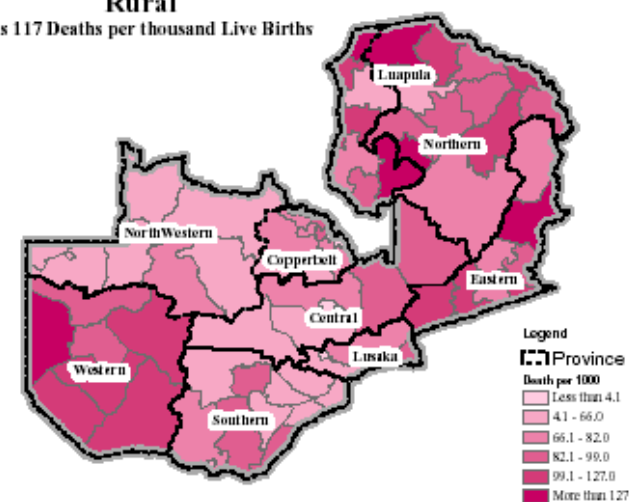 Rural
s 117 Deaths per thousand Live Births
Luapula
Northern
NorthWestern
Copperbelt
Eastern
Central
Lusaka
Western
Southern
Legend
Province
Death per 1000
Less than 4.1
4.1 - 66.0
66.1 - 82.0
82.1 - 99.0
99.1 - 127.0
More than 127